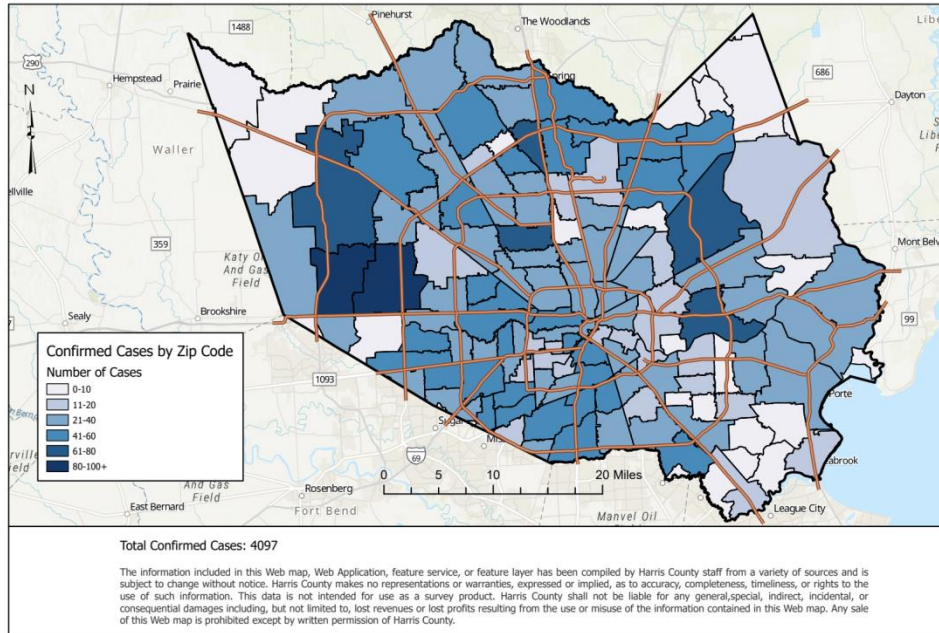 1488
Pinehurst
The Woodlands
290
Hempstead
Prairie
686
Dayton
N
Waller
359
Katy
And Gas
Field
Mont Belv
Sealy
Brookshire
99
Confirmed Cases by Zip Code
Number of Cases
0-10
11-20
21-40
41-60
61-80
80-100+
1093
Porte
Sugar
69
0 5 10 20 Miles
abrook
And Gas
Field
Rosenberg
Fort Bend
East Bernard
Manvel Oil
League City
Total Confirmed Cases: 4097
The information included in this Web map, Web Application, feature service, or feature layer has been compiled by Harris County staff from a variety of sources and is
subject to change without notice. Harris County makes no representations or warranties, expressed or implied, as to accuracy, completeness, timeliness, or rights to the
use of such information. This data is not intended for use as a survey product. Harris County shall not be liable for any general,special, indirect, incidental, or
consequential damages including, but not limited to, lost revenues or lost profits resulting from the use or misuse of the information contained in this Web map. Any sale
of this Web map is prohibited except by written permission of Harris County.